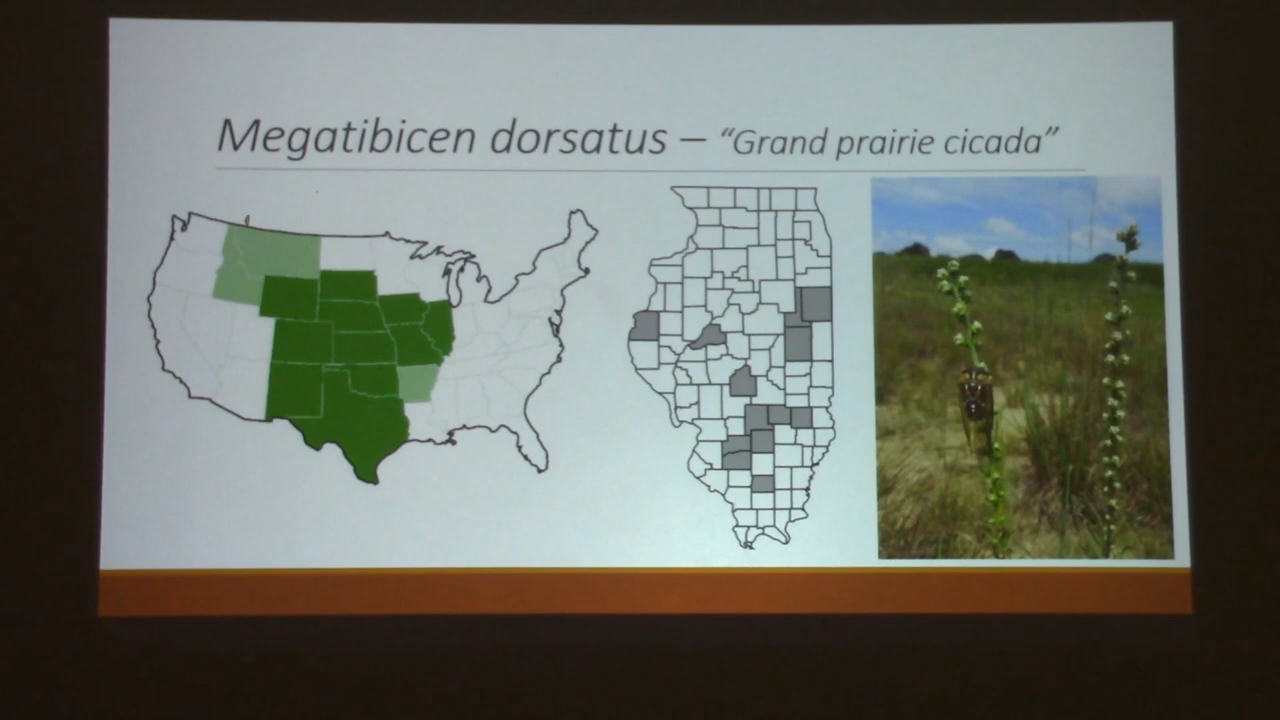 Megatibicen dorsatus – “Grand prairie cicada”